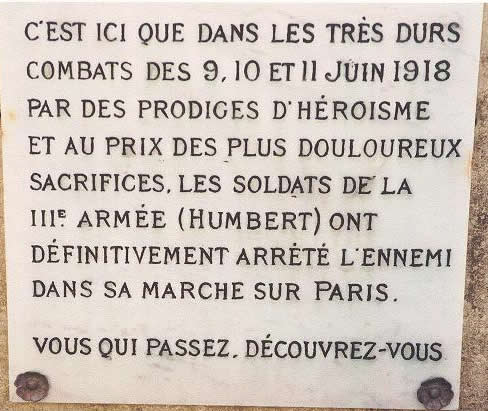 C'EST ICI QUE DANS LES TRÈS DURS
COMBATS DES 9, 10 ET 11 JUIN 1918
PAR DES PRODIGES D'HÉROISME
ET AU PRIX DES PLUS DOULOUREUX
SACRIFICES, LES SOLDATS DE LA
IIIE ARMÉE (HUMBERT) ONT
DÉFINITIVEMENT ARRÊTÉ L'ENNEMI
DANS SA MARCHE SUR PARIS.
VOUS QUI PASSEZ, DÉCOUVREZ-VOUS